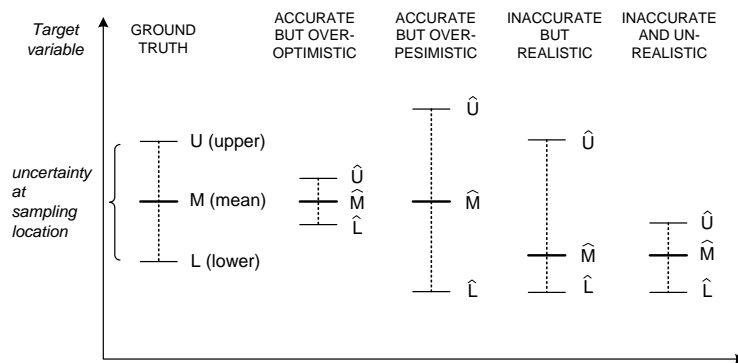 Target
variable
GROUND
TRUTH
ACCURATE
BUT OVER-
OPTIMISTIC
ACCURATE
BUT OVER-
PESIMISTIC
INACCURATE
BUT
REALISTIC
INACCURATE
AND UN-
REALISTIC
uncertainty
at
sampling
location
U (upper)
M (mean)
L (lower)
Û
M̂
L̂
Û
M̂
L̂
Û
M̂
L̂
Û
M̂
L̂